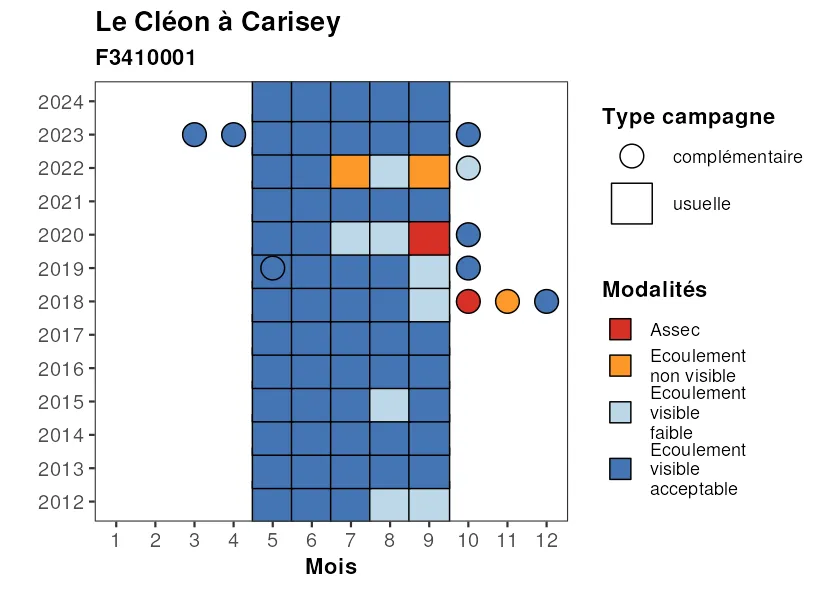 Le Cléon à Carisey
F3410001
2024
2023
2022
2021
2020
2019
2018
2017
2016
2015
2014
2013
2012
1 2 3 4 5 6 7 8 9 10 11 12
Mois
Type campagne
complémentaire
usuelle
Modalités
Assec
Ecoulement
non visible
Ecoulement
visible
faible
Ecoulement
visible
acceptable